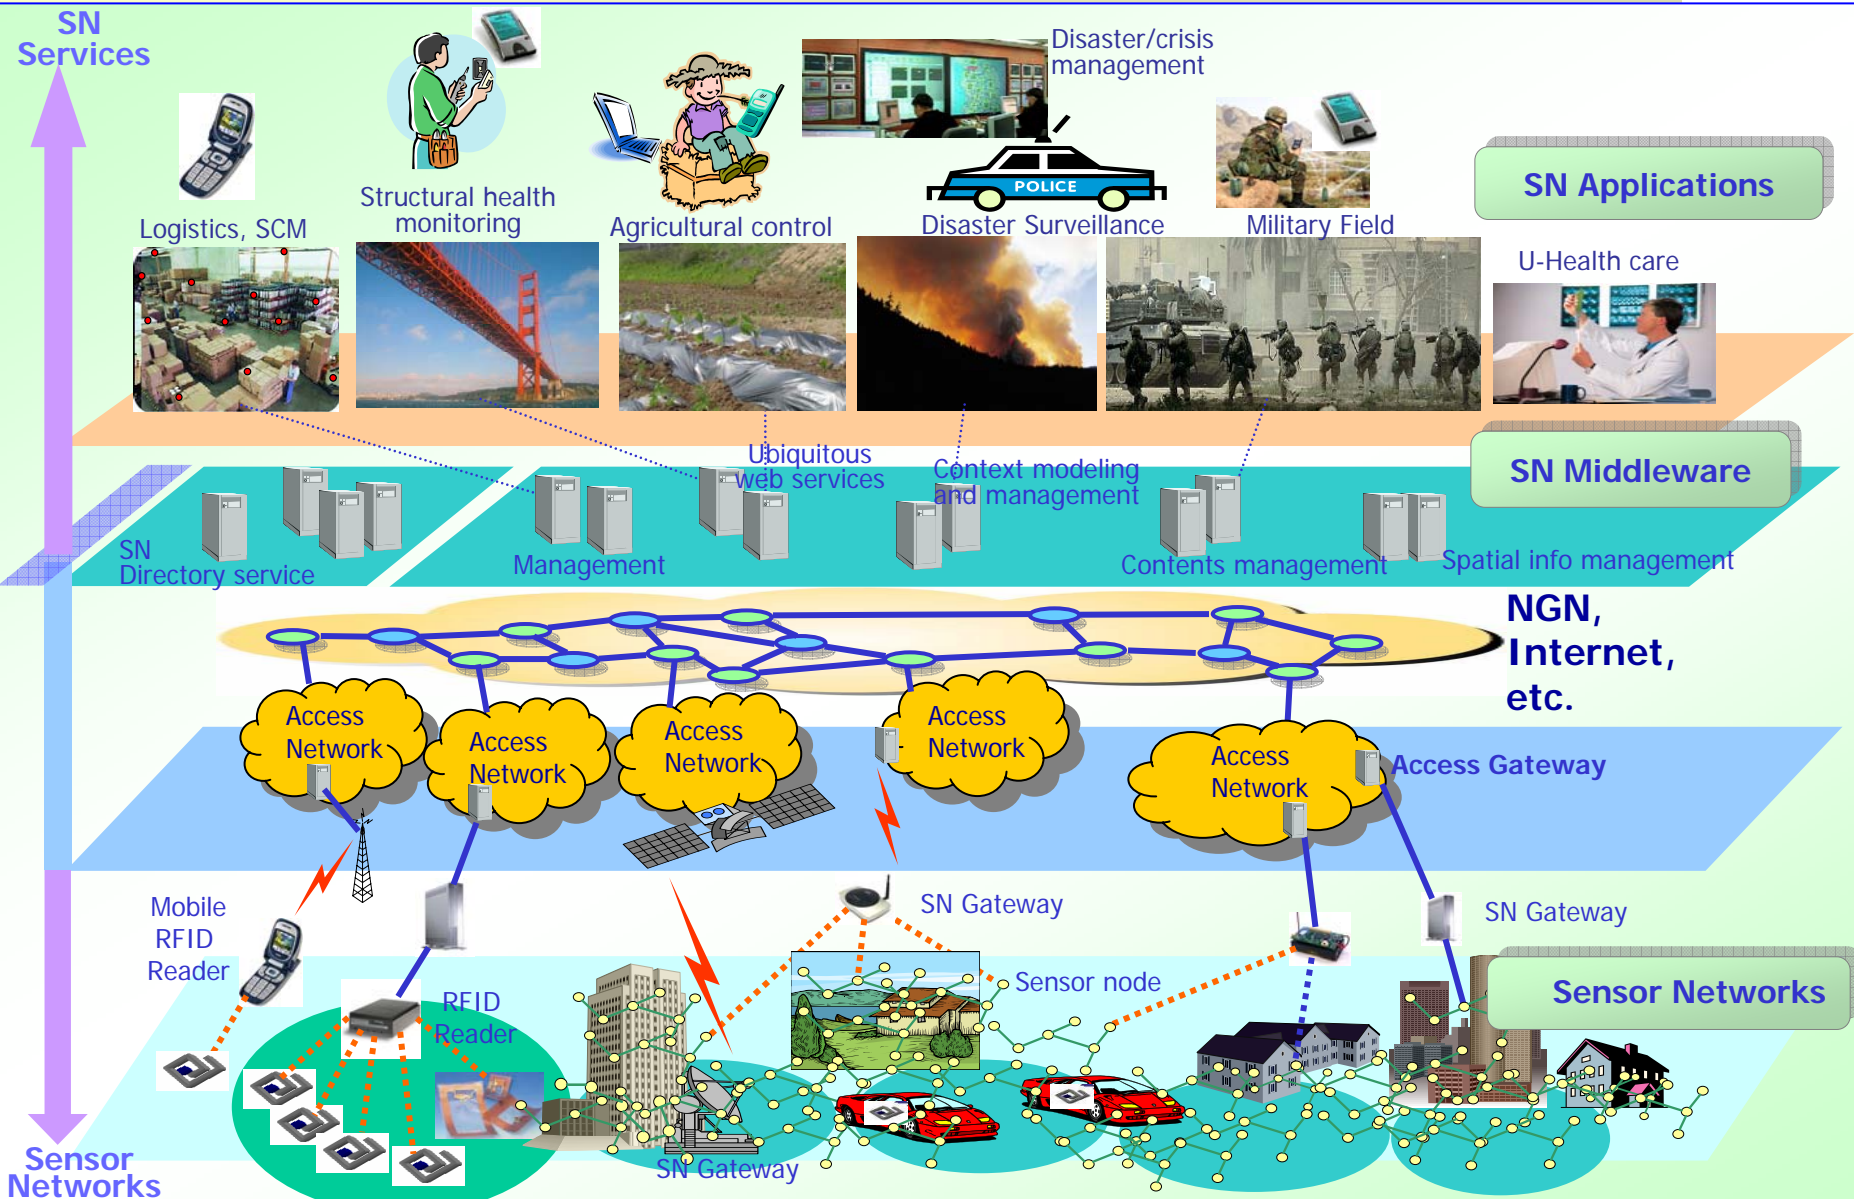 SN
Services
Disaster/crisis
management
SN Applications
POLICE
Structural health
monitoring
Logistics, SCM
Agricultural control
Disaster Surveillance
Military Field
U-Health care
SN Middleware
Ubiquitous
web services
Context modeling
and management
SN
Directory service
Management
Contents management
Spatial info management
NGN,
Internet,
etc.
Access
Network
Access
Network
Access
Network
Access
Network
Access
Network
Access Gateway
Mobile
RFID
Reader
SN Gateway
SN Gateway
RFID
Reader
Sensor node
Sensor Networks
SN Gateway
Sensor
Networks